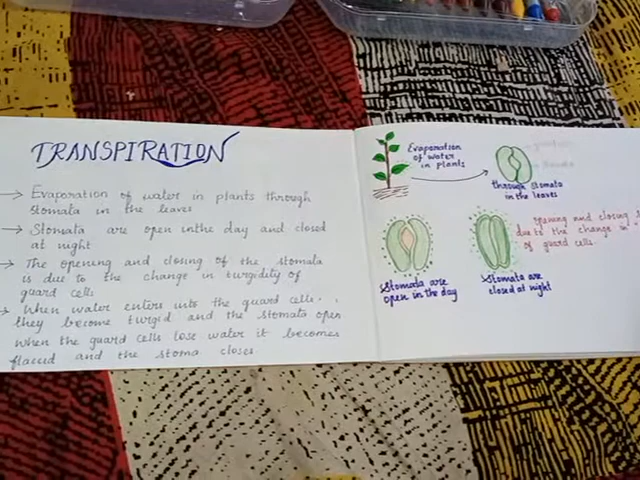 TRANSPIRATION
→ Evaporation of water in plants through
stomata in the leaves
→ Stomata are open in the day and closed
at night
→ The opening and closing of the stomata
is due to the change in turgidity of
guard cells
→ When water enters into the guard cells.
they become turgid and the stomata open
when the guard cells lose water it becomes
flaccid and the stoma closes
Evaporation
of water
in plants
through stomata
in the leaves
opening and closing
due to the change in
of guard cells.
Stomata are
open in the day
Stomata are
closed at night